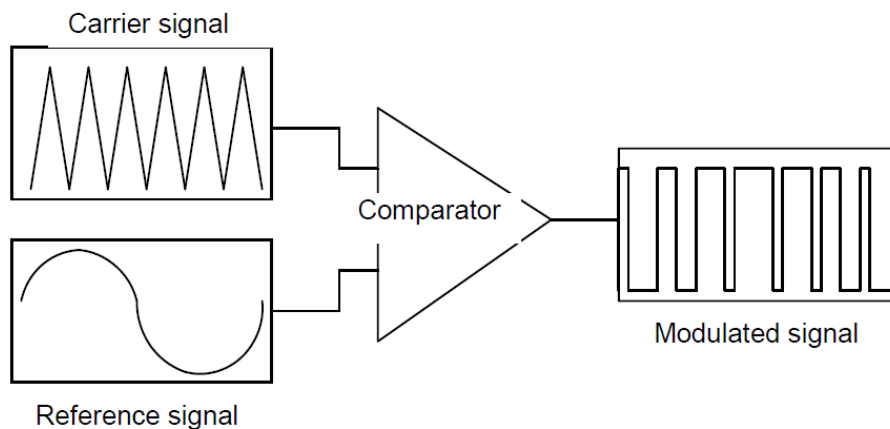 Carrier signal
Comparator
Modulated signal
Reference signal